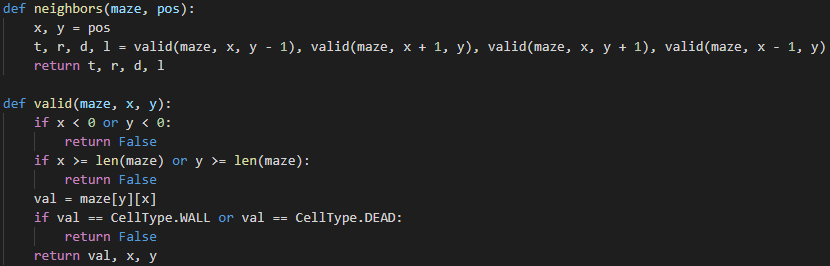 def neighbors(maze, pos):
    x, y = pos
    t, r, d, l = valid(maze, x, y - 1), valid(maze, x + 1, y), valid(maze, x, y + 1), valid(maze, x - 1, y)
    return t, r, d, l

def valid(maze, x, y):
    if x < 0 or y < 0:
        return False
    if x >= len(maze) or y >= len(maze):
        return False
    val = maze[y][x]
    if val == CellType.WALL or val == CellType.DEAD:
        return False
    return val, x, y